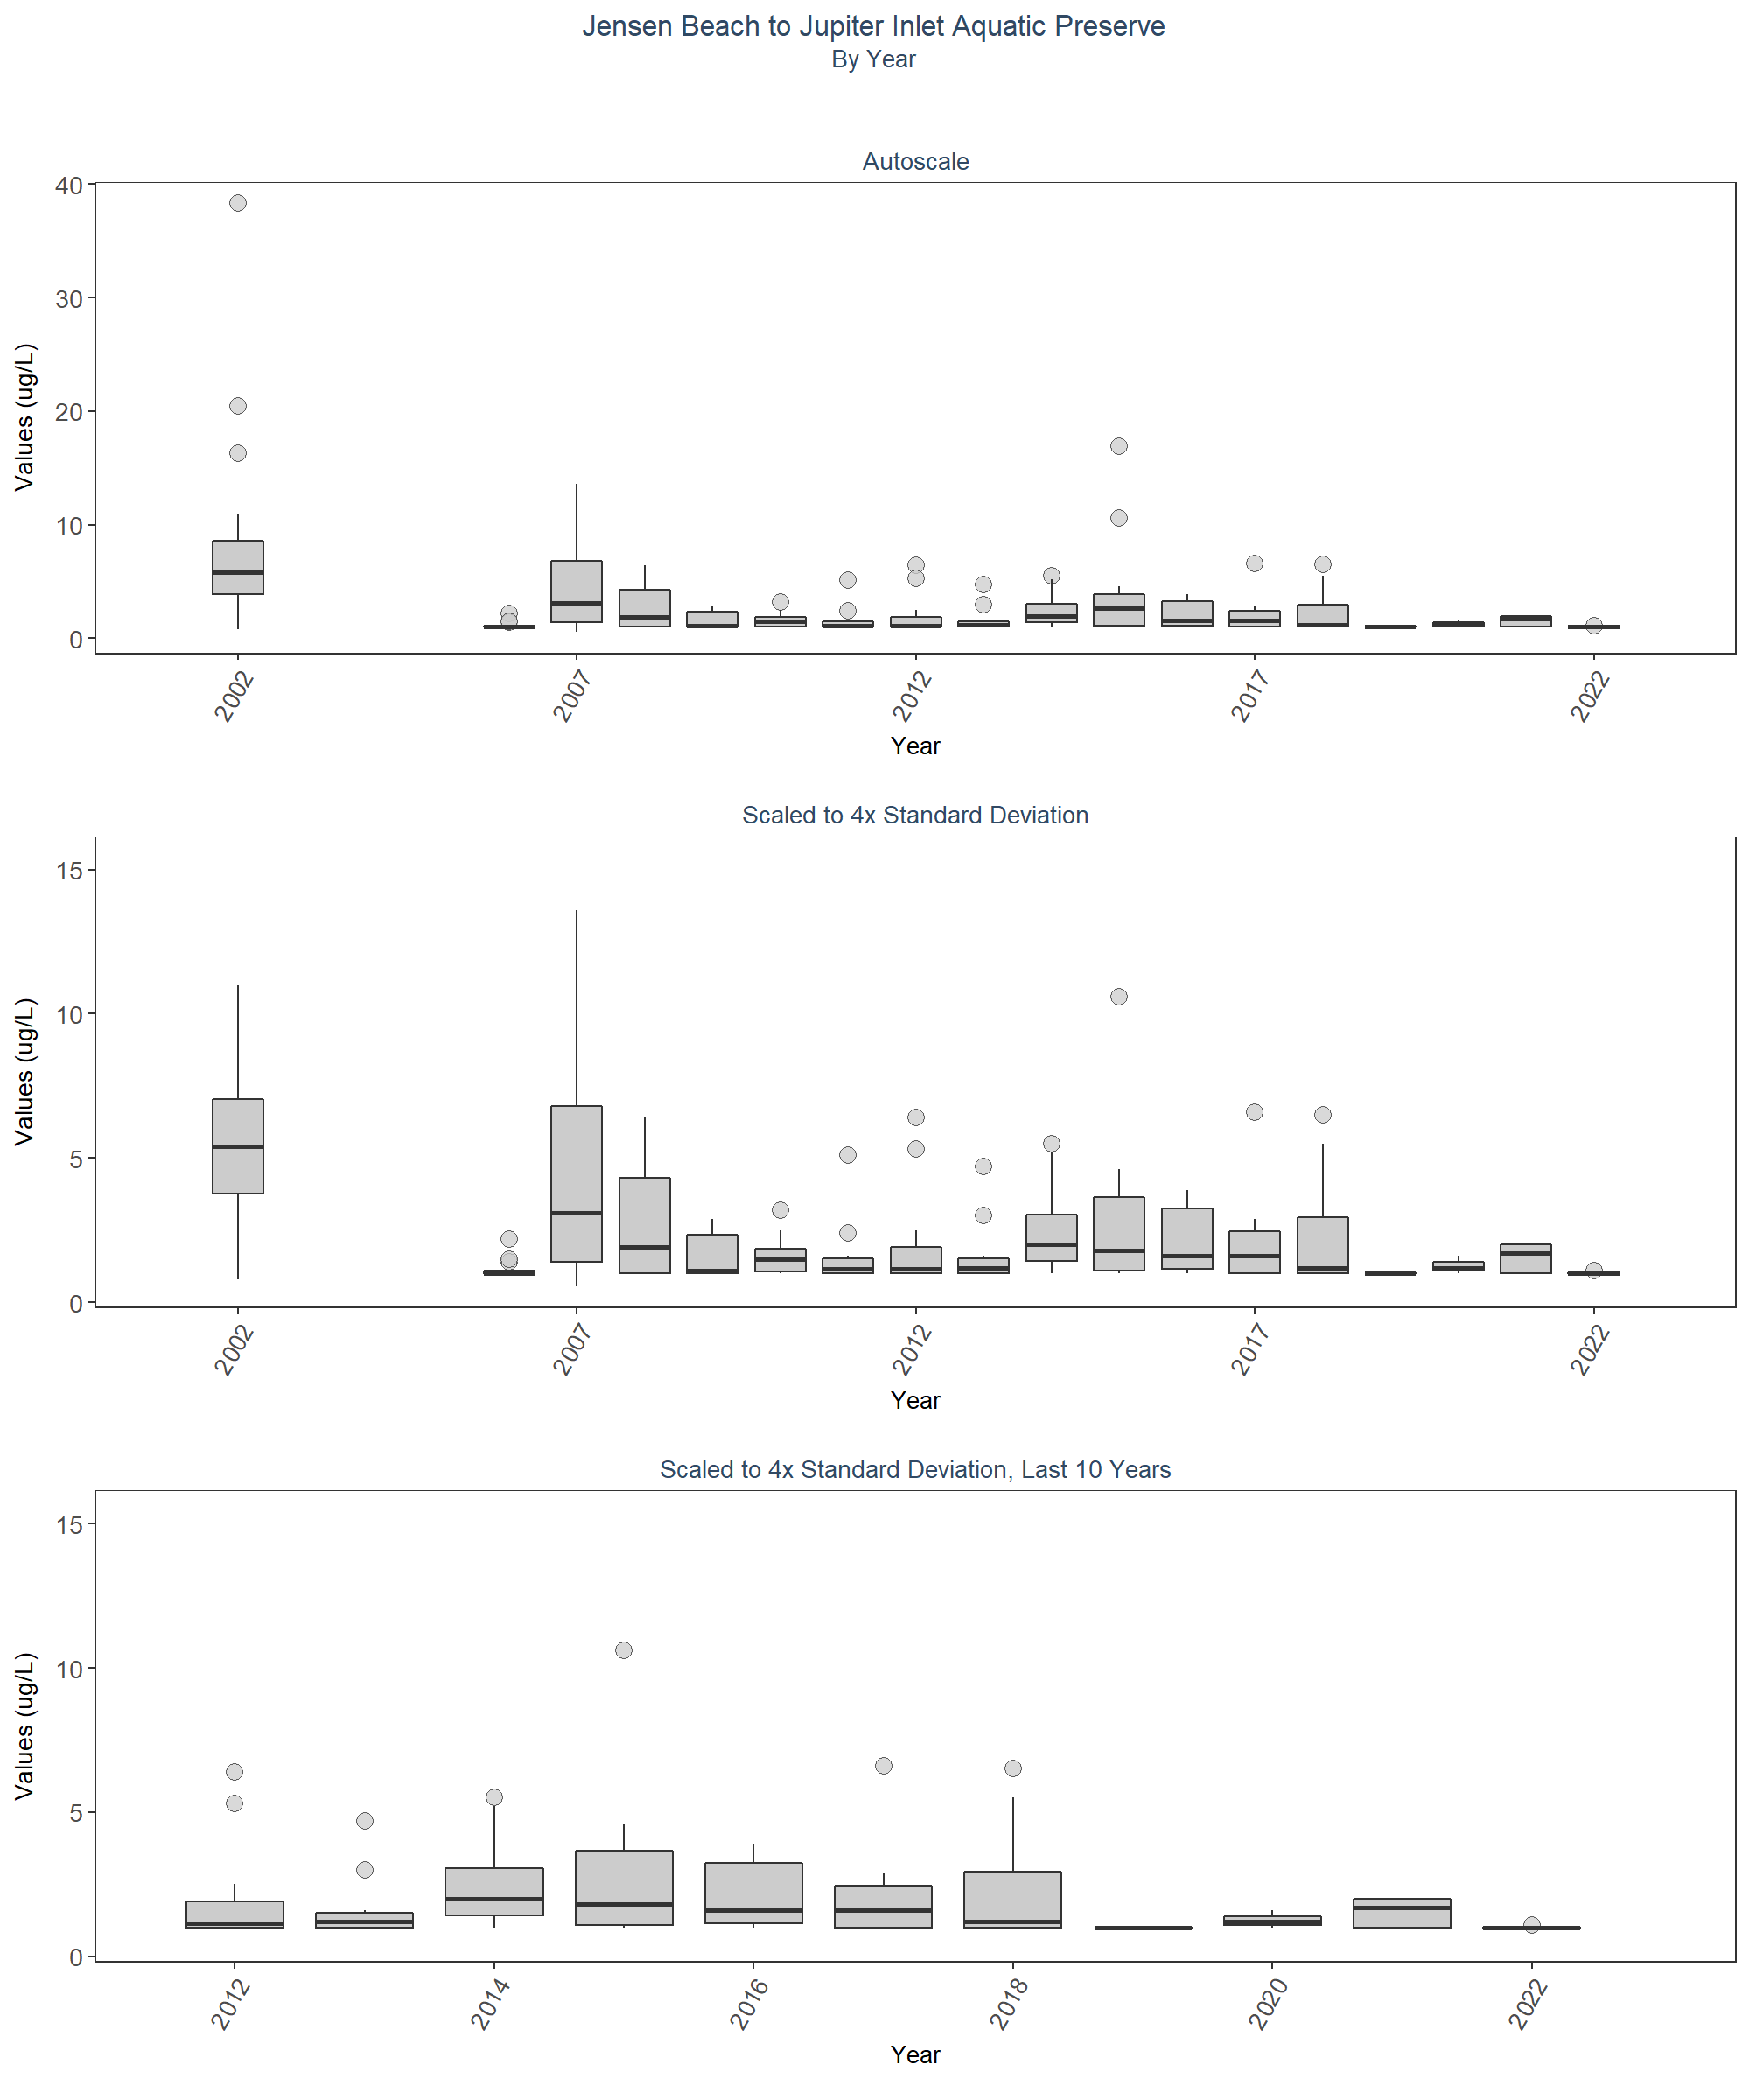 Jensen Beach to Jupiter Inlet Aquatic Preserve
By Year
Autoscale
40
30
20
10
0
Values (ug/L)
2002 2007 2012 2017 2022
Year
Scaled to 4x Standard Deviation
15
10
5
0
Values (ug/L)
2002 2007 2012 2017 2022
Year
Scaled to 4x Standard Deviation, Last 10 Years
15
10
5
0
Values (ug/L)
2012 2014 2016 2018 2020 2022
Year